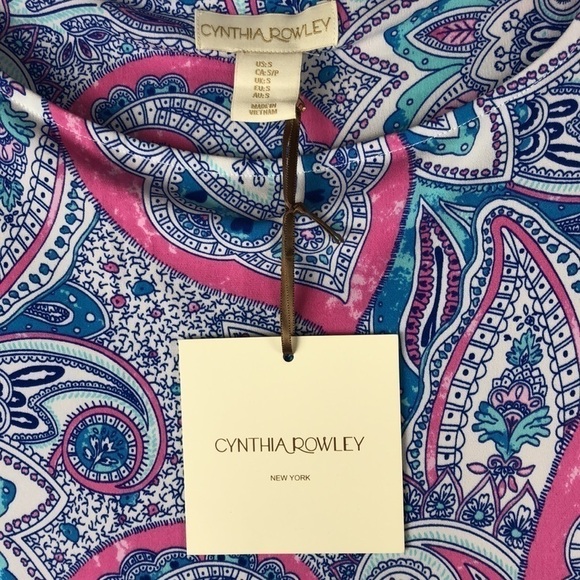 CYNTHIA ROWLEY
US:S
CA:S/P
UK:S
EU:S
AU:S
MADE IN
VIETNAM
CYNTHIA ROWLEY
NEW YORK